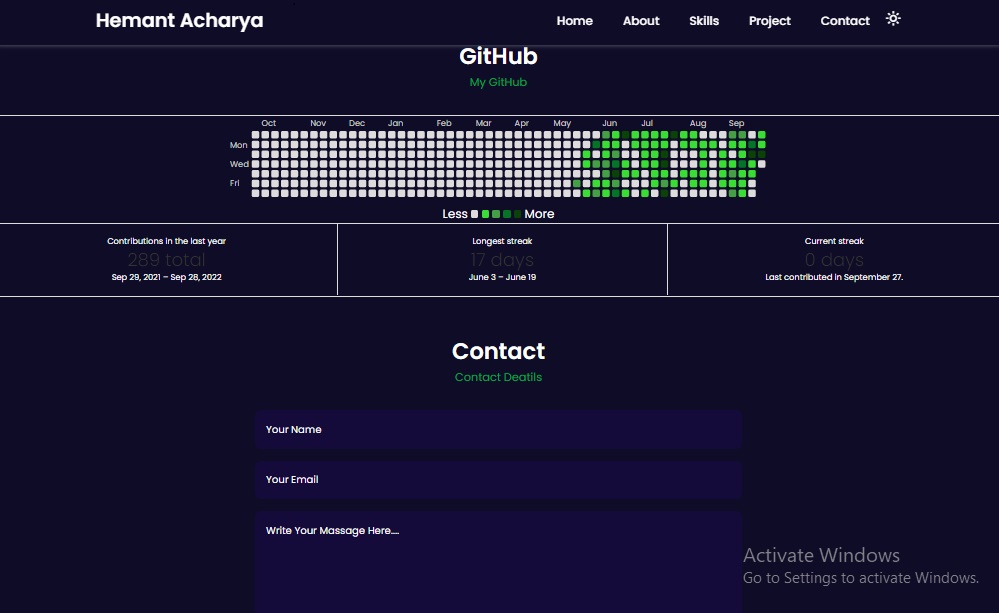 Hemant Acharya
Home About Skills Project Contact
GitHub
My GitHub
Oct Nov Dec Jan Feb Mar Apr May Jun Jul Aug Sep
Mon
Wed
Fri
Less More
Contributions in the last year
289 total
Sep 29, 2021 – Sep 28, 2022
Longest streak
17 days
June 3 – June 19
Current streak
0 days
Last contributed in September 27.
Contact
Contact Deatils
Your Name
Your Email
Write Your Massage Here....
Activate Windows
Go to Settings to activate Windows.